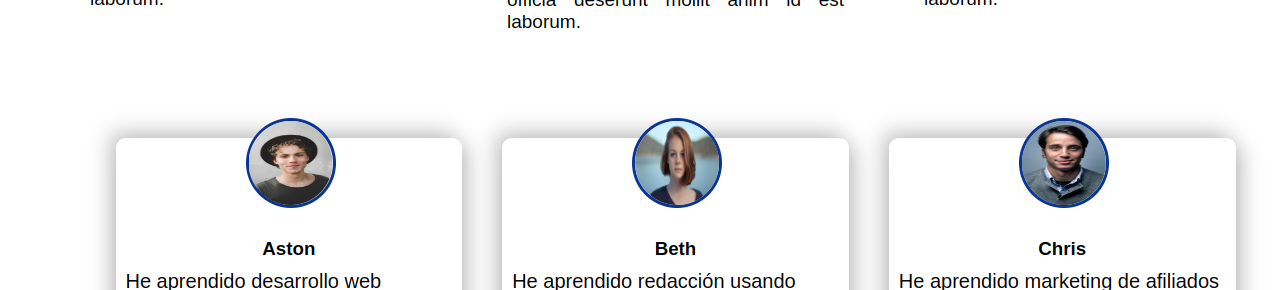 laborum.
officia deserunt mollit anim id est
laborum.
laborum.
Aston
He aprendido desarrollo web
Beth
He aprendido redacción usando
Chris
He aprendido marketing de afiliados